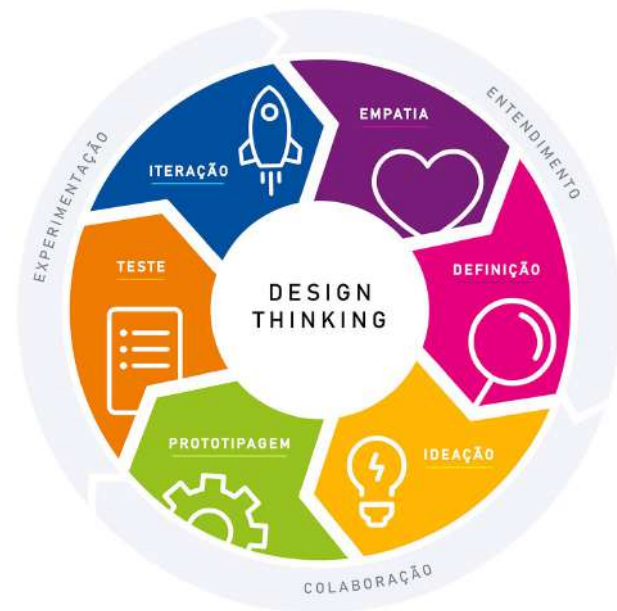 DESIGN
THINKING
EMPATIA
DEFINIÇÃO
IDEAÇÃO
PROTOTIPAGEM
TESTE
ITERAÇÃO
ENTENDIMENTO
COLABORAÇÃO
EXPERIMENTAÇÃO